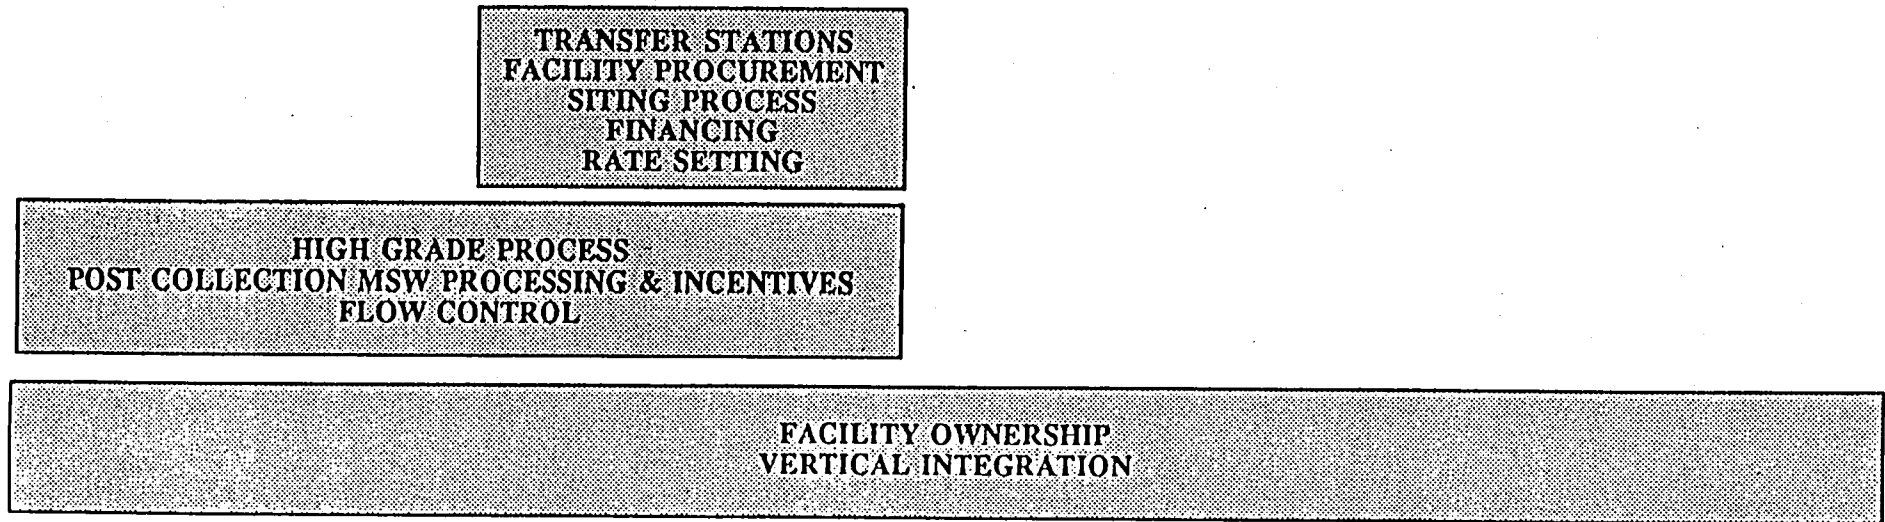 TRANSFER STATIONS
FACILITY PROCUREMENT
SITING PROCESS
FINANCING
RATE SETTING
HIGH GRADE PROCESS
POST COLLECTION MSW PROCESSING & INCENTIVES
FLOW CONTROL
FACILITY OWNERSHIP
VERTICAL INTEGRATION